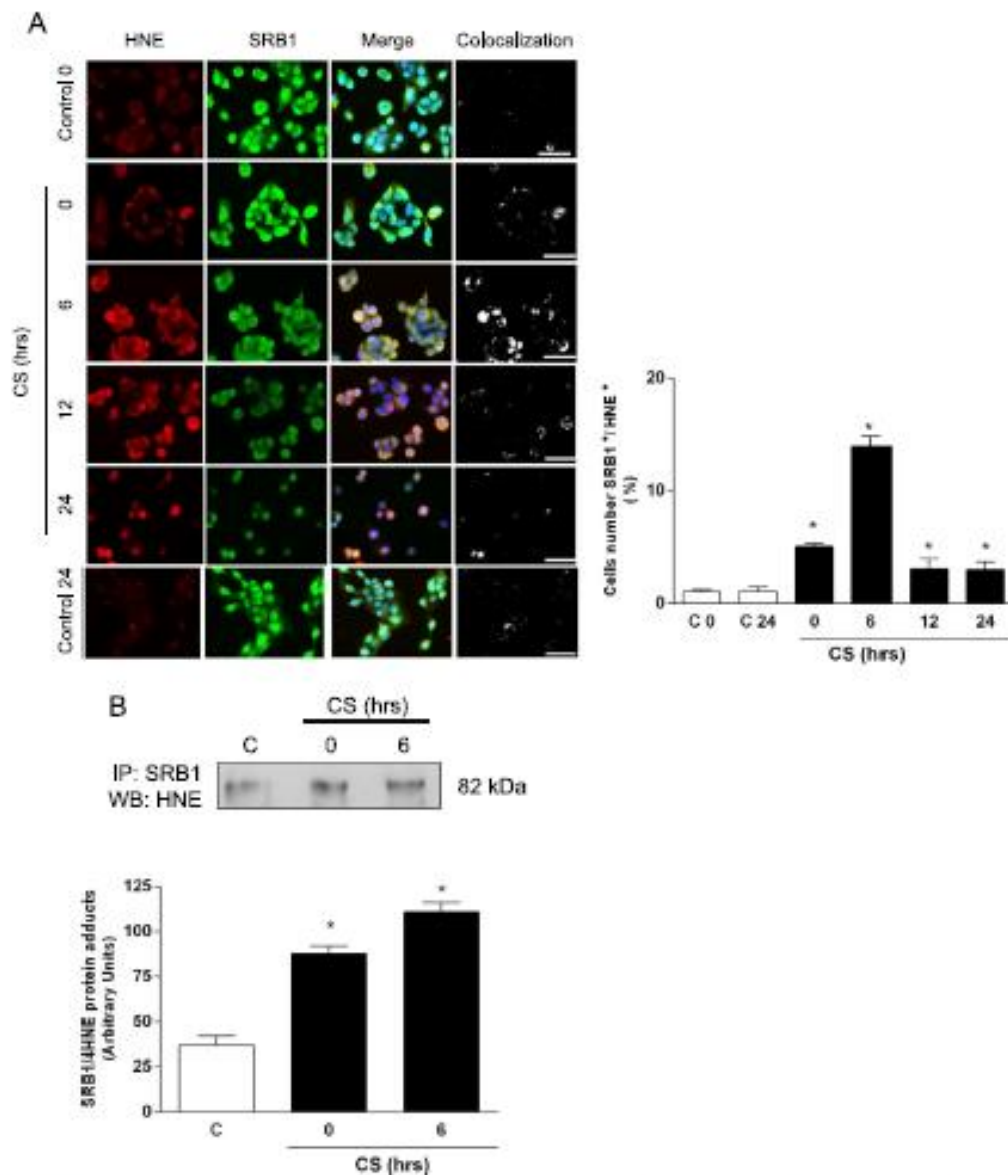 A
HNE SRB1 Merge Colocalization
Control 0
CS (hrs)
0
6
12
24
Control 24
Cells number SRB1 +/ HNE +
(%)
20
10
0
C 0 C 24 0 6 12 24
* * * *
CS (hrs)
B
CS (hrs)
C 0 6
IP: SRB1
WB: HNE
82 kDa
SRB1/4HNE protein adducts
(Arbitrary Units)
125
100
75
50
25
0
* *
C 0 6
CS (hrs)